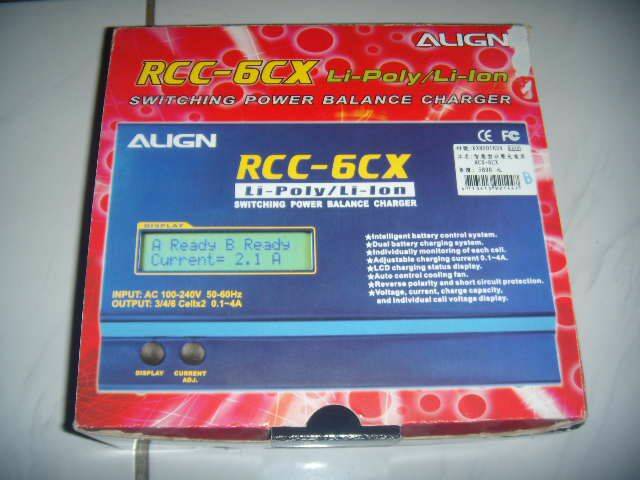 ALIGN
RCC-6CX Li-Poly/Li-Ion
SWITCHING POWER BALANCE CHARGER
ALIGN
CE FC
RCC-6CX
Li-Poly/Li-Ion
SWITCHING POWER BALANCE CHARGER
RCC-6CX
B
DISPLAY
A Ready B Ready
Current= 2.1 A
★Intelligent battery control system.
★Dual battery charging system.
★Individually monitoring of each cell.
★Adjustable charging current 0.1~4A.
★LCD charging status display.
★Auto control cooling fan.
★Reverse polarity and short circuit protection.
★Voltage, current, charge capacity,
and Individual cell voltage display.
INPUT: AC 100-240V 50-60Hz
OUTPUT: 3/4/6 Cellsx2 0.1~4A
DISPLAY
CURRENT
ADJ.